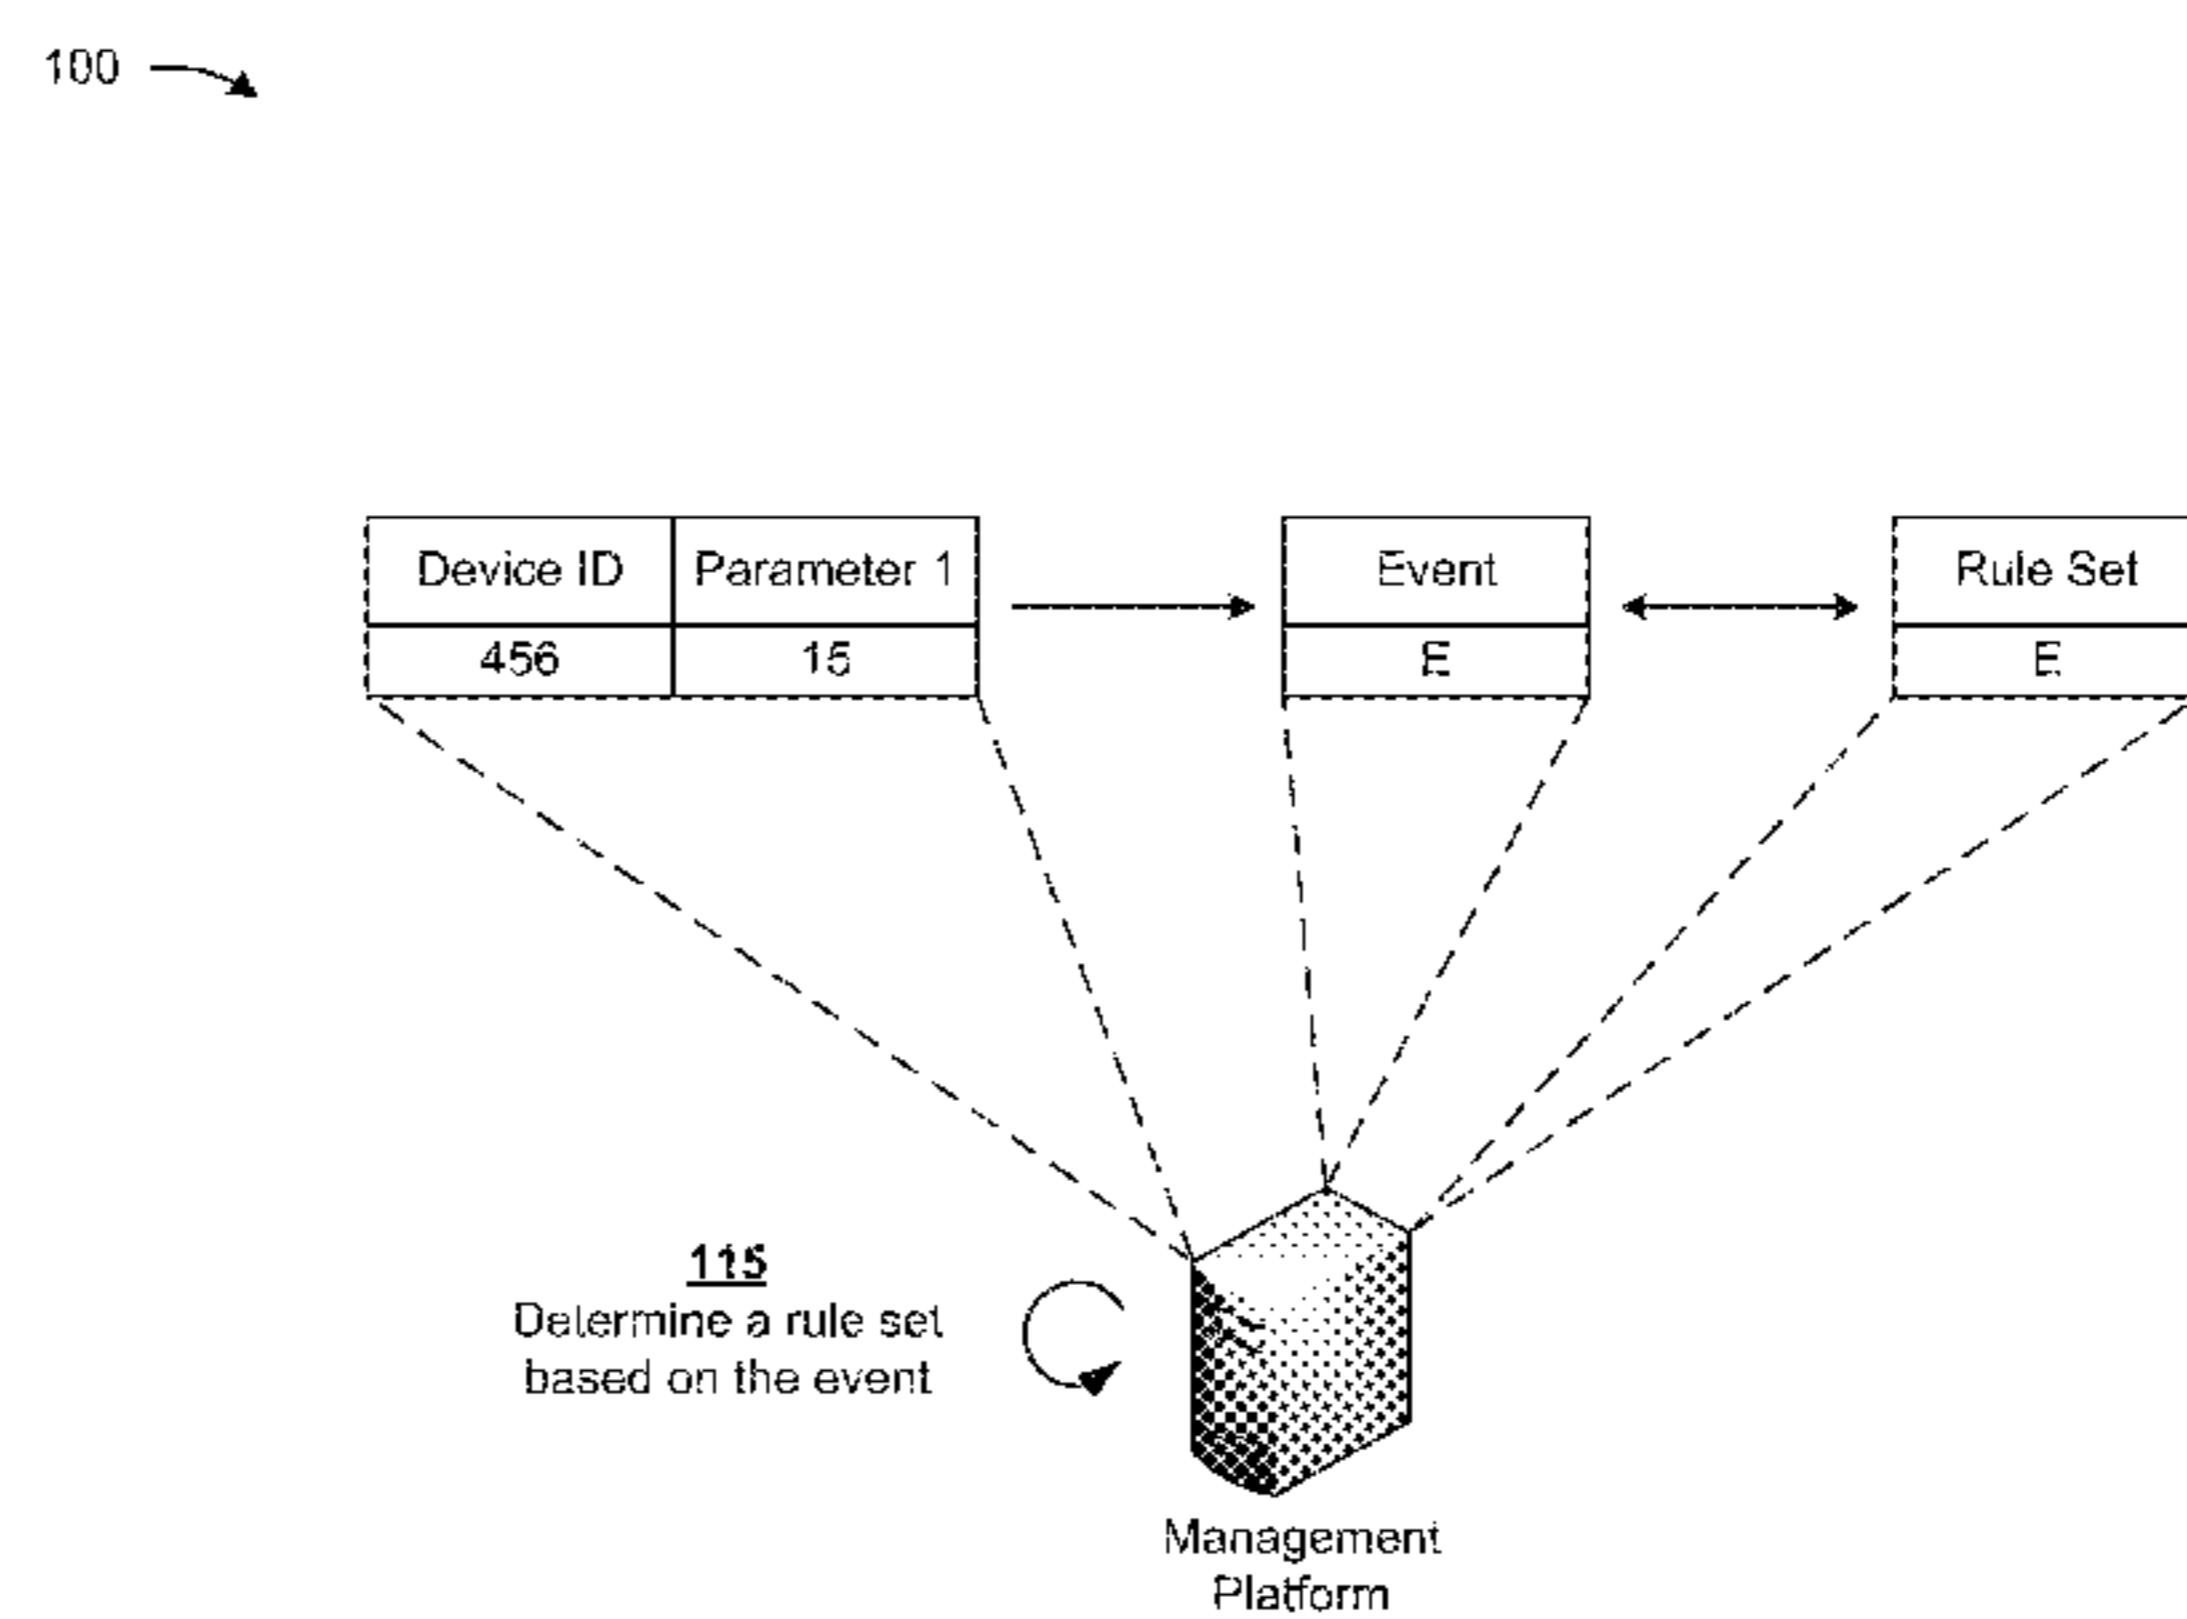 100
Device ID Parameter 1 Event Rule Set
456 15 E E
115
Determine a rule set
based on the event
Management
Platform